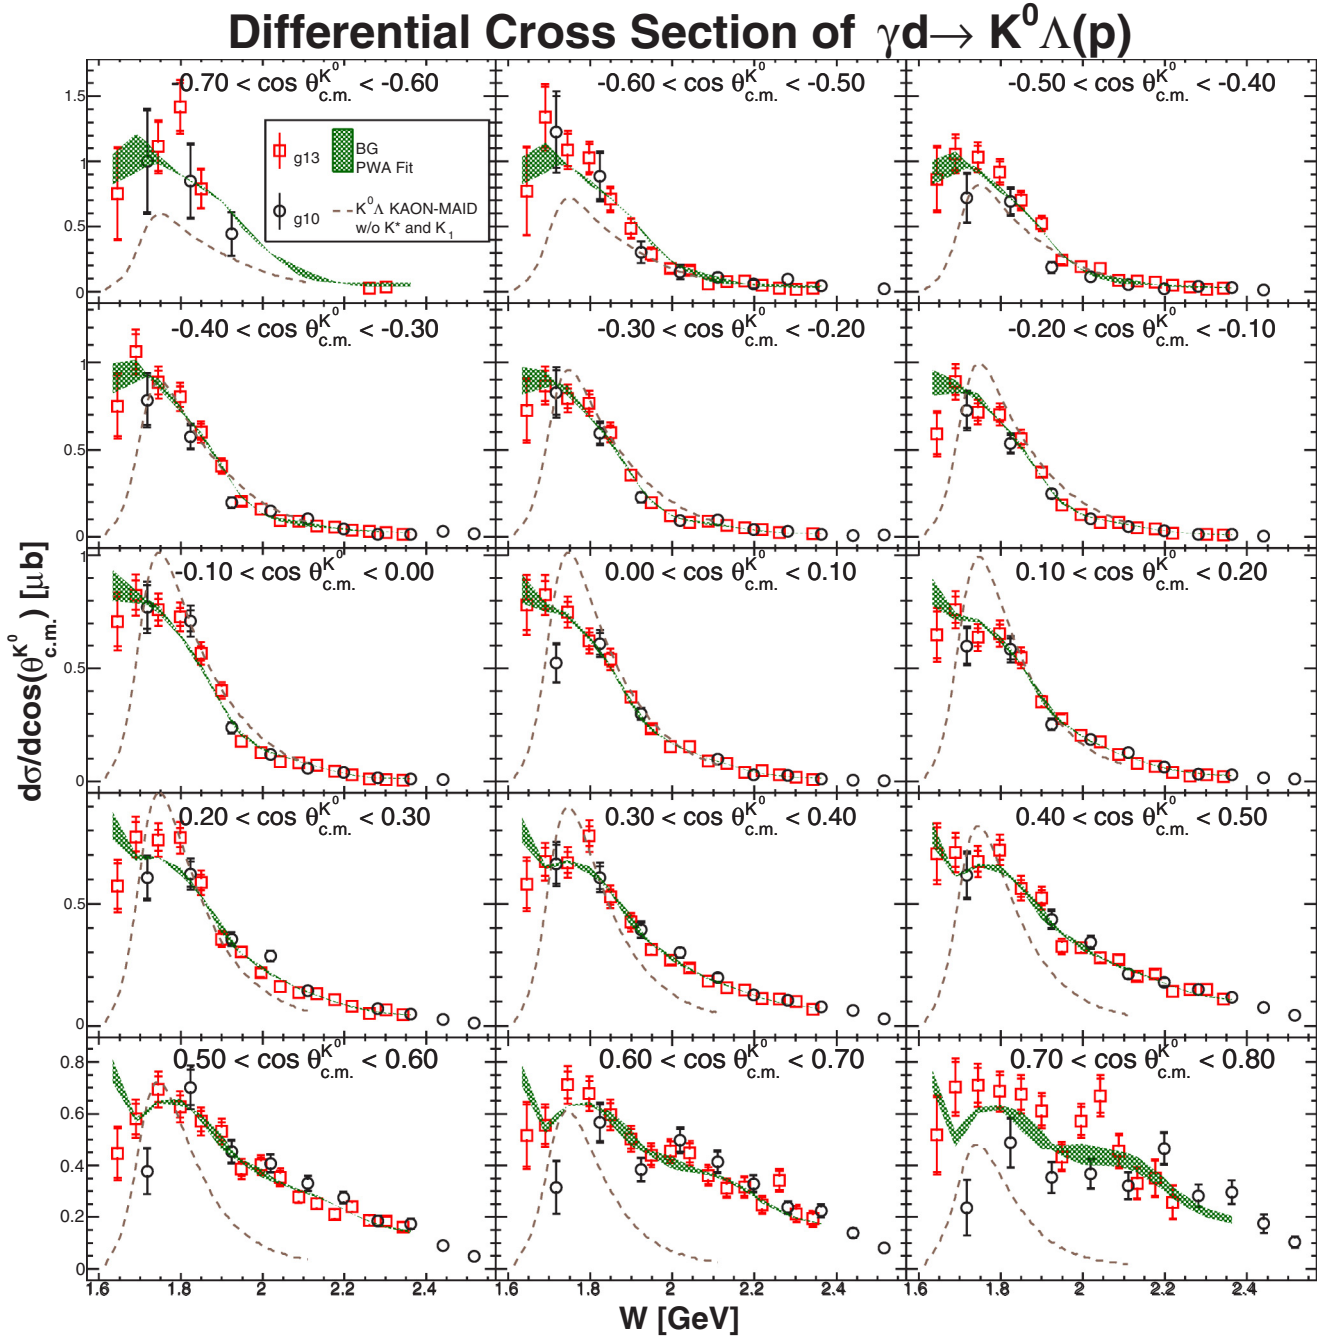 Differential Cross Section of γd→ K⁰Λ(p)
-0.70 < cos θ^{K⁰}_{c.m.} < -0.60
-0.60 < cos θ^{K⁰}_{c.m.} < -0.50
-0.50 < cos θ^{K⁰}_{c.m.} < -0.40
1.5
1
0.5
0
g13
BG
PWA Fit
g10
K⁰Λ KAON-MAID
w/o K* and K₁
-0.40 < cos θ^{K⁰}_{c.m.} < -0.30
-0.30 < cos θ^{K⁰}_{c.m.} < -0.20
-0.20 < cos θ^{K⁰}_{c.m.} < -0.10
1
0.5
0
-0.10 < cos θ^{K⁰}_{c.m.} < 0.00
0.00 < cos θ^{K⁰}_{c.m.} < 0.10
0.10 < cos θ^{K⁰}_{c.m.} < 0.20
1
0.5
0
dσ/dcos(θ^{K⁰}_{c.m.}) [μb]
0.20 < cos θ^{K⁰}_{c.m.} < 0.30
0.30 < cos θ^{K⁰}_{c.m.} < 0.40
0.40 < cos θ^{K⁰}_{c.m.} < 0.50
0.5
0
0.50 < cos θ^{K⁰}_{c.m.} < 0.60
0.60 < cos θ^{K⁰}_{c.m.} < 0.70
0.70 < cos θ^{K⁰}_{c.m.} < 0.80
0.8
0.6
0.4
0.2
0
1.6 1.8 2 2.2 2.4 1.6 1.8 2 2.2 2.4 1.6 1.8 2 2.2 2.4
W [GeV]